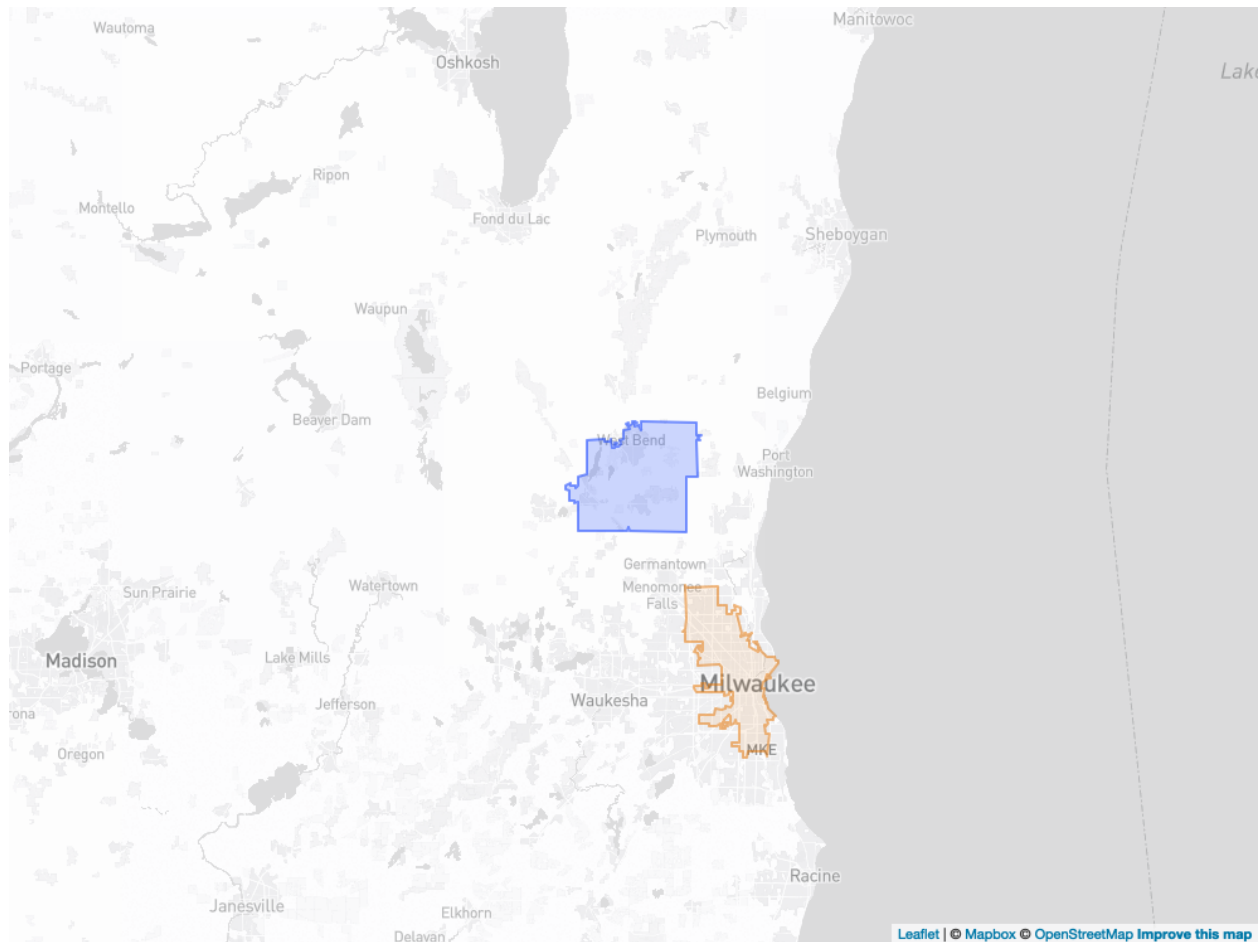 Manitowoc
Wautoma
Oshkosh
Lake
Ripon
Montello
Fond du Lac
Plymouth
Sheboygan
Waupun
Portage
Belgium
Beaver Dam
West Bend
Port
Washington
Germantown
Menomonee
Falls
Watertown
Sun Prairie
Madison
Lake Mills
Milwaukee
Waukesha
Jefferson
rona
Oregon
MKE
Racine
Janesville
Elkhorn
Delavan
Leaflet | © Mapbox © OpenStreetMap Improve this map